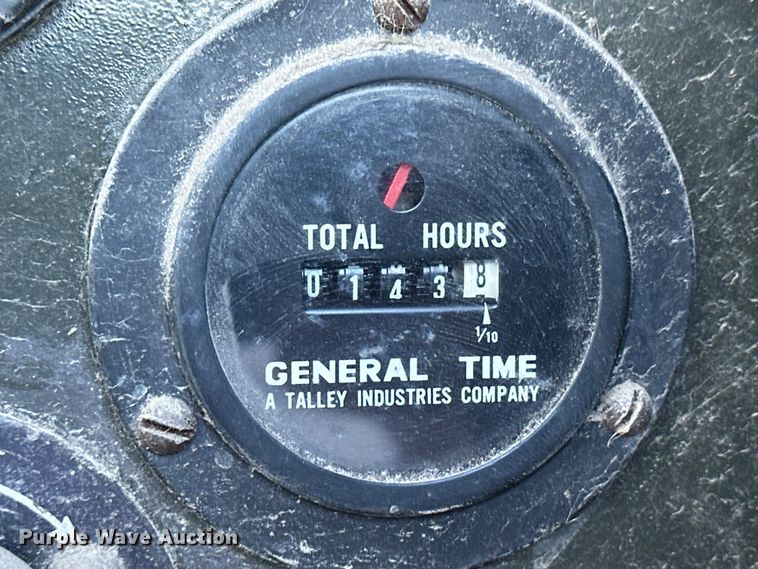 TOTAL HOURS
0 1 4 3 8
1/10
GENERAL TIME
A TALLEY INDUSTRIES COMPANY
Purple Wave Auction